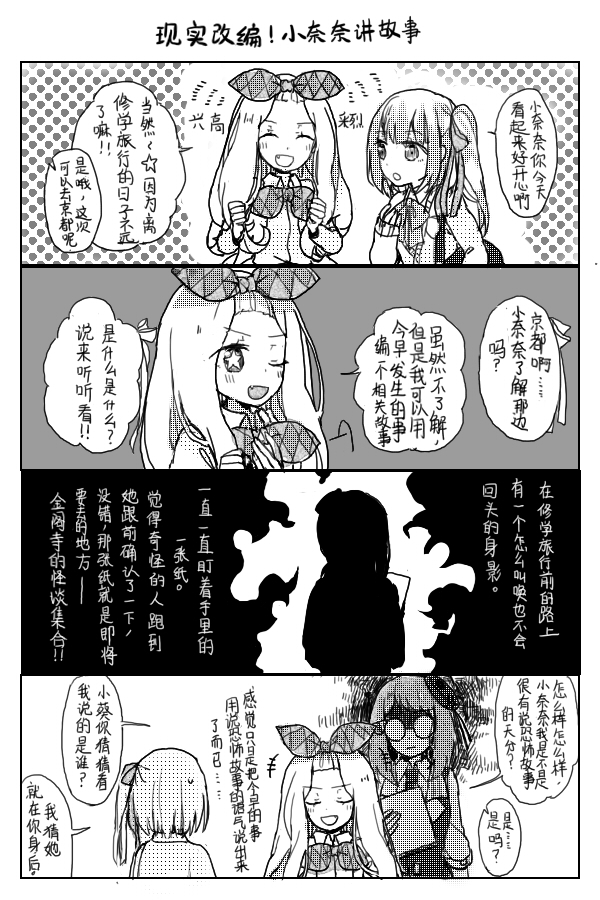 现实改编!小奈奈讲故事
小奈奈你今天
看起来好开心啊
兴高
采烈
当然~☆因为离
修学旅行的日子不远
了嘛!!
是哦,这次
可以去京都呢
京都啊……
小奈奈了解那边
吗?
虽然不了解,
但是我可以用
今早发生的事
编一个相关故事
是什么是什么?
说来听听看!!
在修学旅行前的路上
有一个怎么叫唤也不会
回头的身影。
一直一直盯着手里的
一张纸。
觉得奇怪的人跑到
她跟前确认了一下,
没错,那张纸就是即将
要去的地方——
金阁寺的怪谈集合!!
怎么样怎么样,
小奈奈我是不是
很有说恐怖故事
的天分?
是……
是吗?
感觉只是把今早的事
用说恐怖故事的语气说出来
了而已……
小葵你猜猜看
我说的是谁?
我猜她
就在你身后。